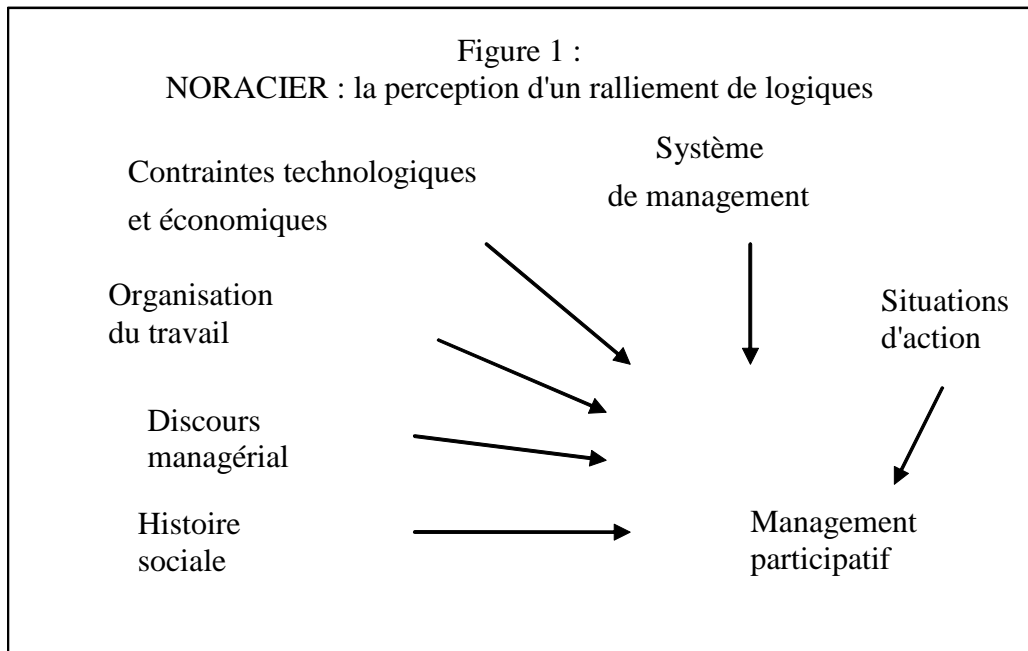 Figure 1 :
NORACIER : la perception d'un ralliement de logiques
Contraintes technologiques
et économiques
Système
de management
Organisation
du travail
Situations
d'action
Discours
managérial
Histoire
sociale
Management
participatif